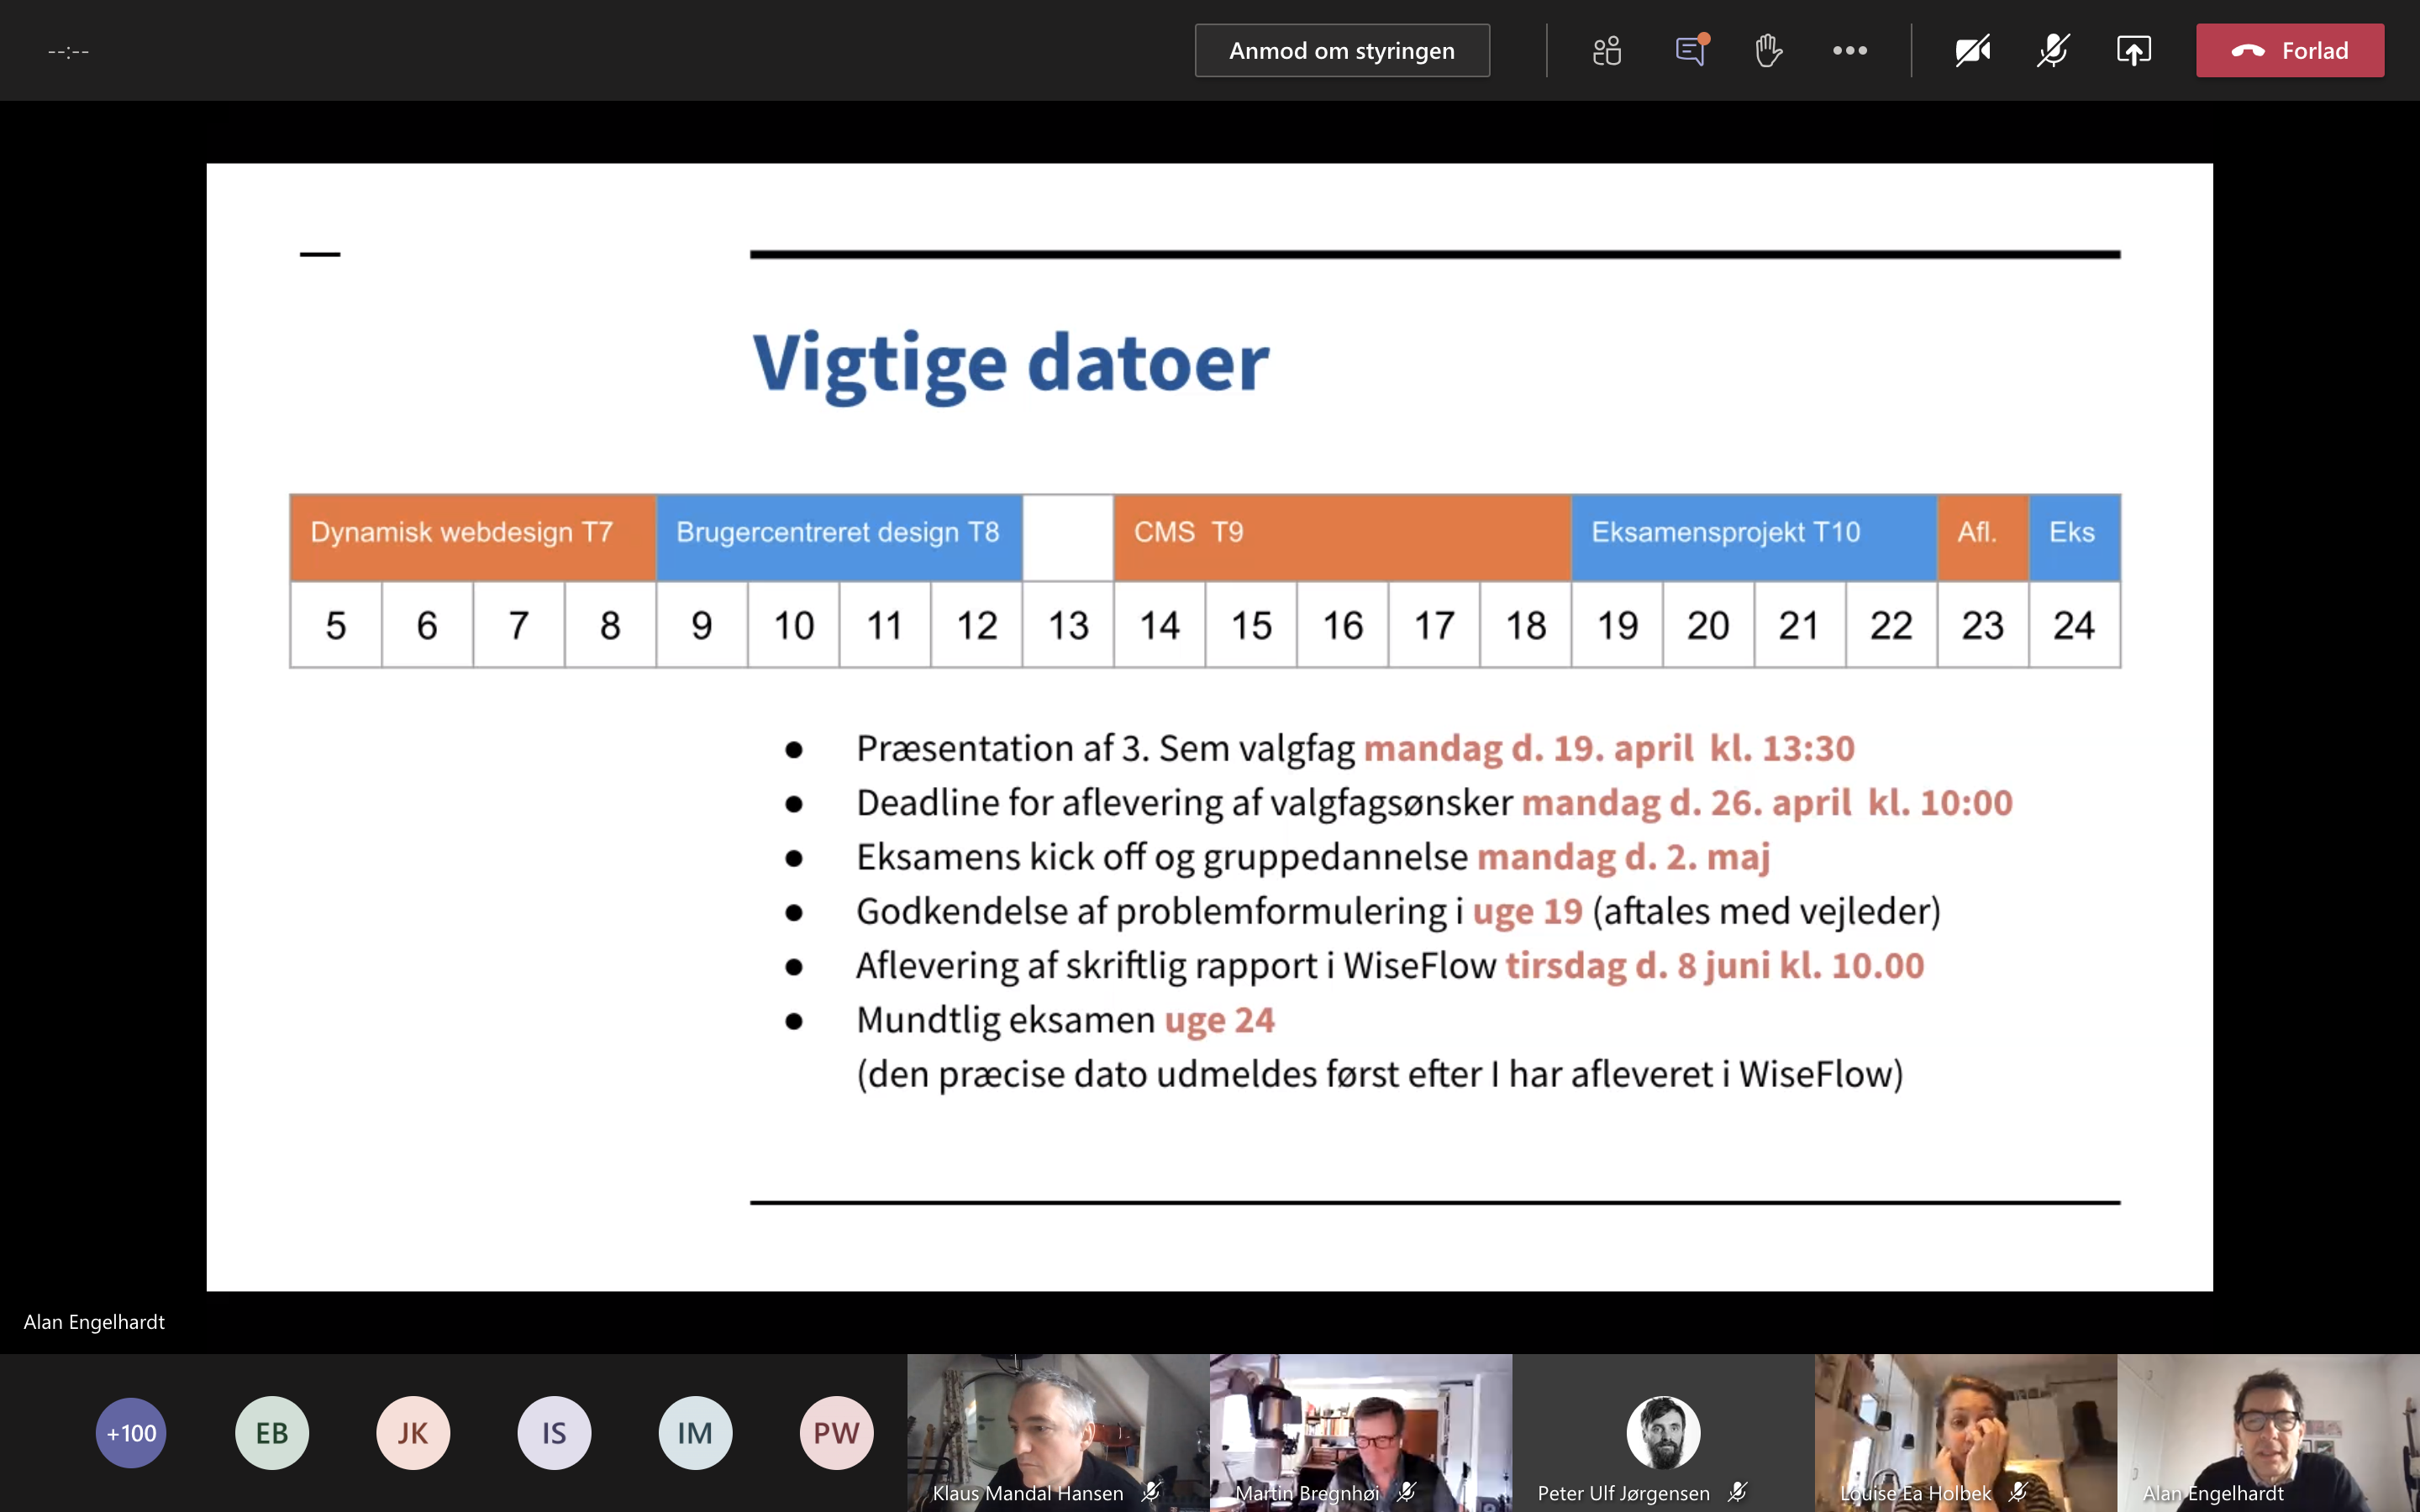 --:--
Anmod om styringen
Forlad
Vigtige datoer
Dynamisk webdesign T7 Brugercentreret design T8 CMS T9 Eksamensprojekt T10 Afl. Eks
5 6 7 8 9 10 11 12 13 14 15 16 17 18 19 20 21 22 23 24
● Præsentation af 3. Sem valgfag mandag d. 19. april kl. 13:30
● Deadline for aflevering af valgfagsønsker mandag d. 26. april kl. 10:00
● Eksamens kick off og gruppedannelse mandag d. 2. maj
● Godkendelse af problemformulering i uge 19 (aftales med vejleder)
● Aflevering af skriftlig rapport i WiseFlow tirsdag d. 8 juni kl. 10.00
● Mundtlig eksamen uge 24
(den præcise dato udmeldes først efter I har afleveret i WiseFlow)
Alan Engelhardt
+100 EB JK IS IM PW
Klaus Mandal Hansen Martin Bregnhøi Peter Ulf Jørgensen Louise Ea Holbek Alan Engelhardt